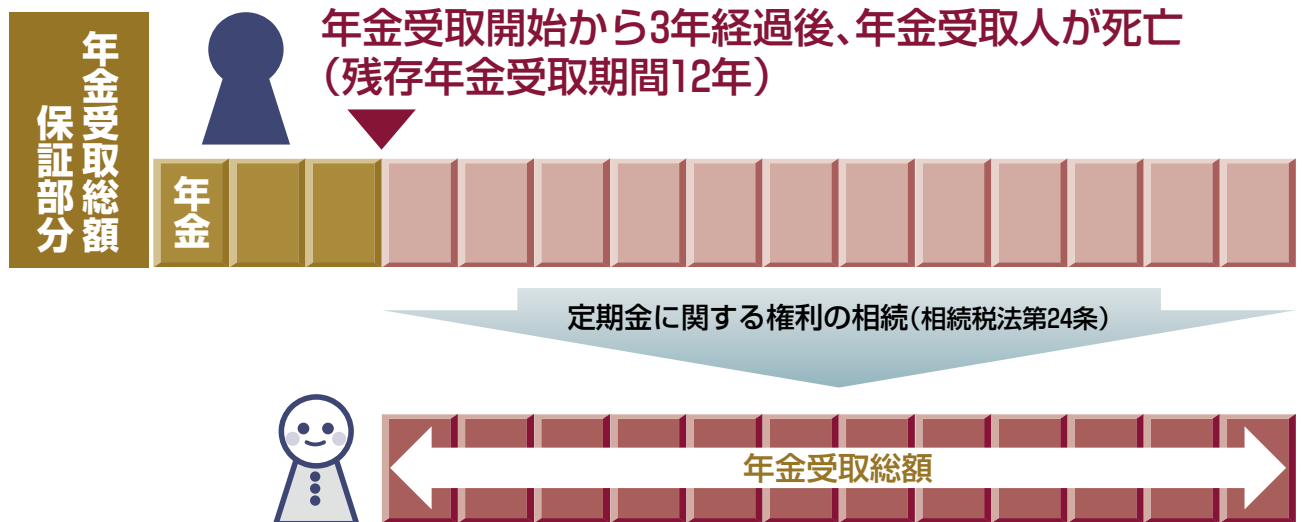 年金受取総額
保証部分
年金受取開始から3年経過後、年金受取人が死亡
（残存年金受取期間12年）
年金
定期金に関する権利の相続（相続税法第24条）
年金受取総額